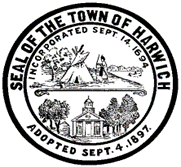 SEAL OF THE TOWN OF HARWICH
INCORPORATED SEPT. 14, 1694
ADOPTED SEPT. 4. 1897.